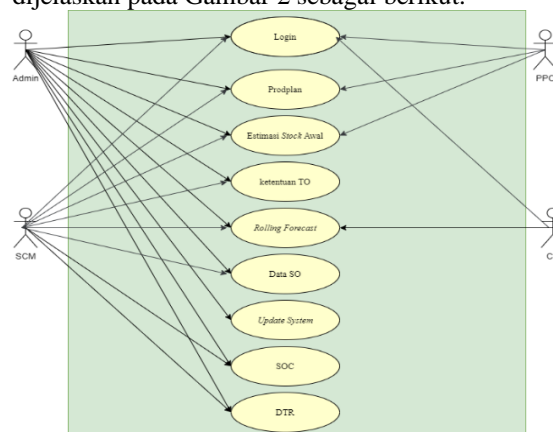 dijelaskan pada Gambar 2 sebagai berikut.
Login
Admin
PPC
Prodplan
Estimasi Stock Awal
ketentuan TO
Rolling Forecast
SCM
Data SO
Update System
SOC
DTR